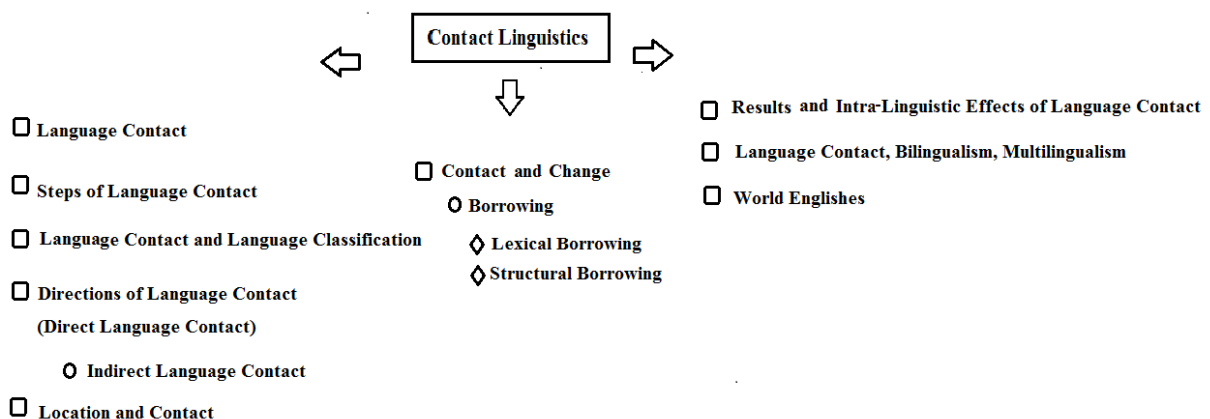 Contact Linguistics
Language Contact
Steps of Language Contact
Language Contact and Language Classification
Directions of Language Contact
(Direct Language Contact)
Indirect Language Contact
Location and Contact
Contact and Change
Borrowing
Lexical Borrowing
Structural Borrowing
Results and Intra-Linguistic Effects of Language Contact
Language Contact, Bilingualism, Multilingualism
World Englishes